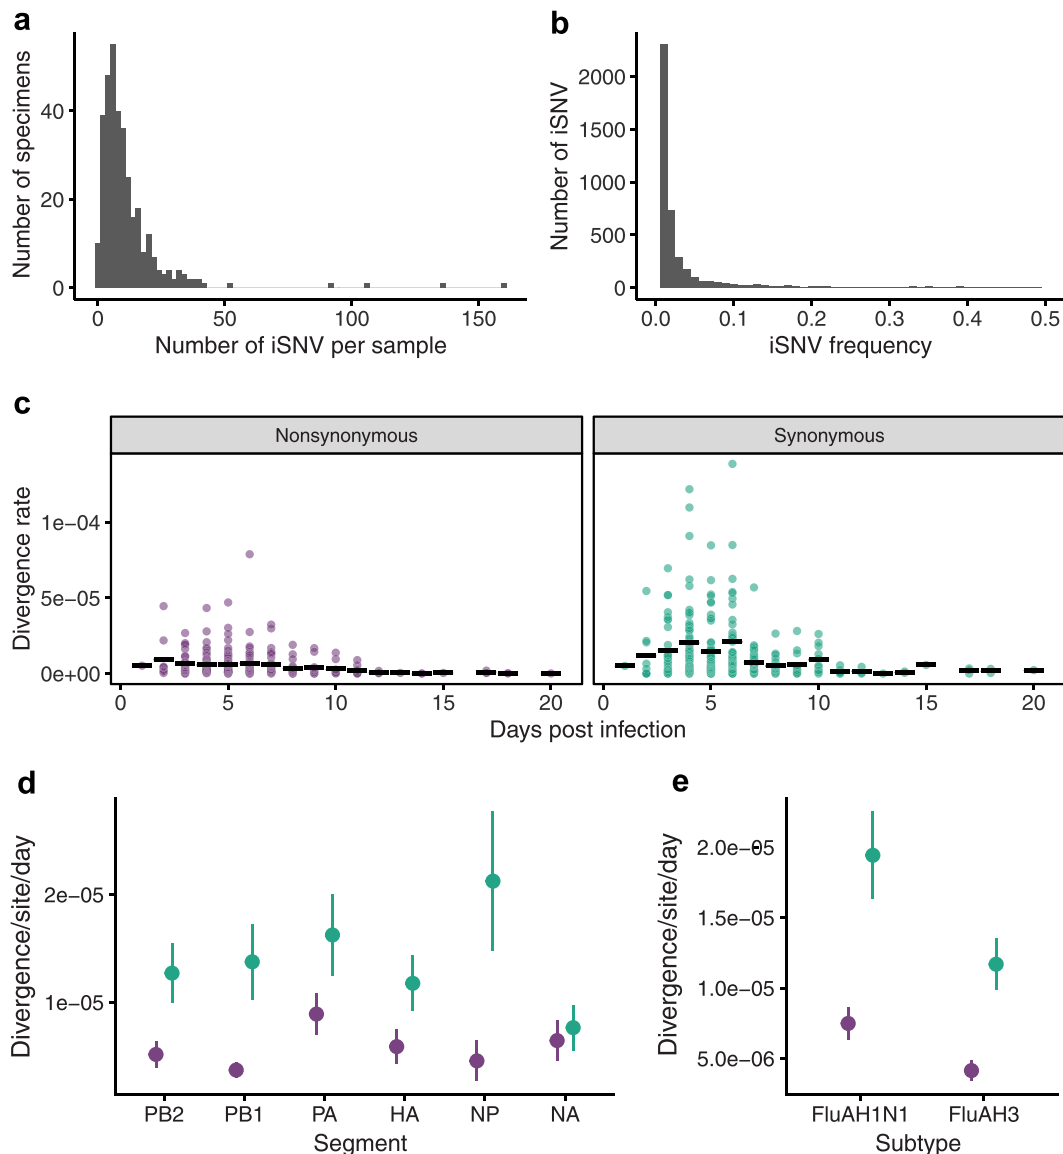 a
Number of specimens
40
20
0
0
50
100
150
Number of iSNV per sample
b
Number of iSNV
2000
1500
1000
500
0
0.0
0.1
0.2
0.3
0.4
0.5
iSNV frequency
c
Nonsynonymous
Synonymous
Divergence rate
1e−04
5e−05
0e+00
0
5
10
15
20
0
5
10
15
20
Days post infection
d
Divergence/site/day
2e−05
1e−05
PB2
PB1
PA
HA
NP
NA
Segment
e
Divergence/site/day
2.0e−05
1.5e−05
1.0e−05
5.0e−06
FluAH1N1
FluAH3
Subtype